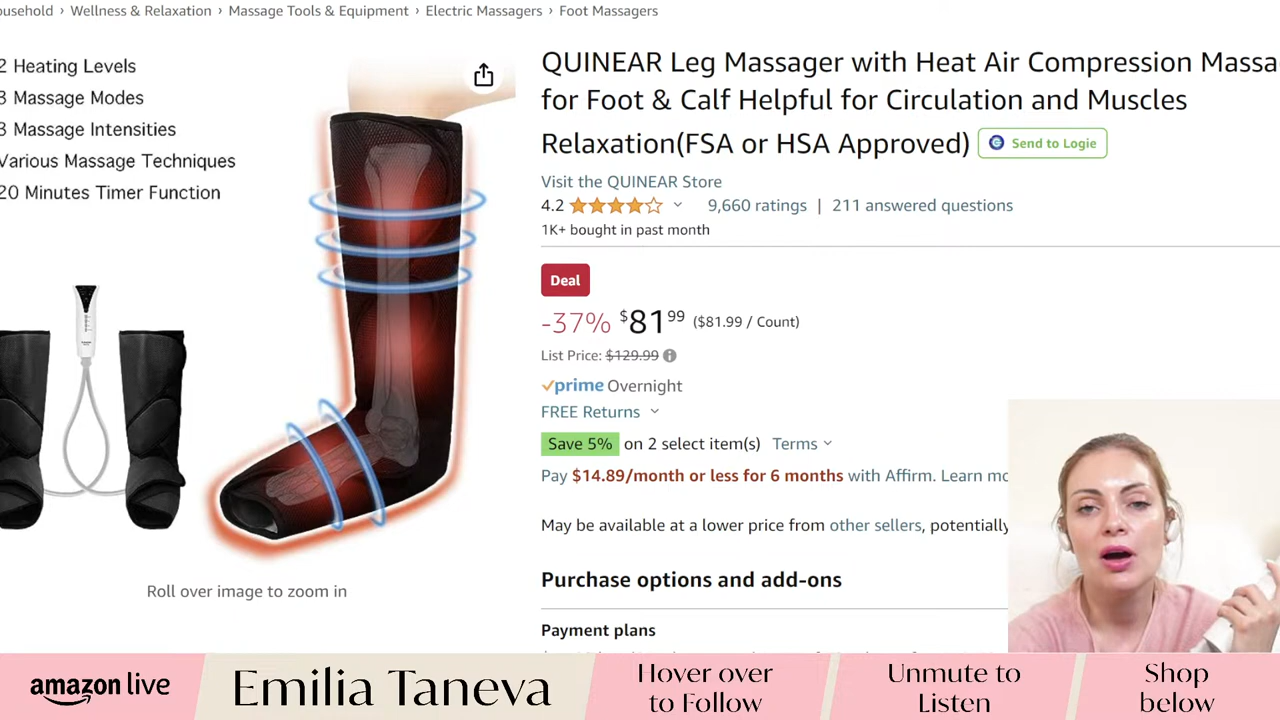 ousehold › Wellness & Relaxation › Massage Tools & Equipment › Electric Massagers › Foot Massagers
2 Heating Levels
3 Massage Modes
3 Massage Intensities
Various Massage Techniques
20 Minutes Timer Function
Roll over image to zoom in
QUINEAR Leg Massager with Heat Air Compression Massa
for Foot & Calf Helpful for Circulation and Muscles
Relaxation(FSA or HSA Approved) Send to Logie
Visit the QUINEAR Store
4.2 9,660 ratings | 211 answered questions
1K+ bought in past month
Deal
-37% $81.99 ($81.99 / Count)
List Price: $129.99
prime Overnight
FREE Returns
Save 5% on 2 select item(s) Terms
Pay $14.89/month or less for 6 months with Affirm. Learn mo
May be available at a lower price from other sellers, potentially
Purchase options and add-ons
Payment plans
amazon live
Emilia Taneva
Hover over
to Follow
Unmute to
Listen
Shop
below